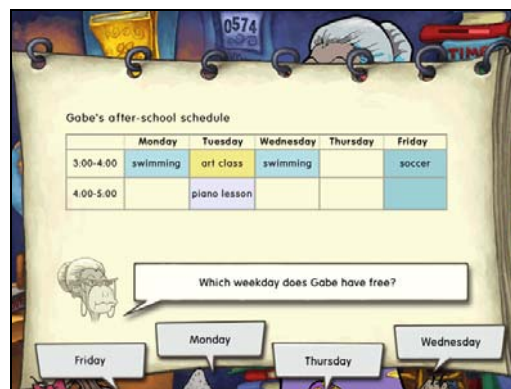 0574
TIME
Gabe's after-school schedule
Monday Tuesday Wednesday Thursday Friday
3:00-4:00 swimming art class swimming soccer
4:00-5:00 piano lesson
Which weekday does Gabe have free?
Friday
Monday
Thursday
Wednesday